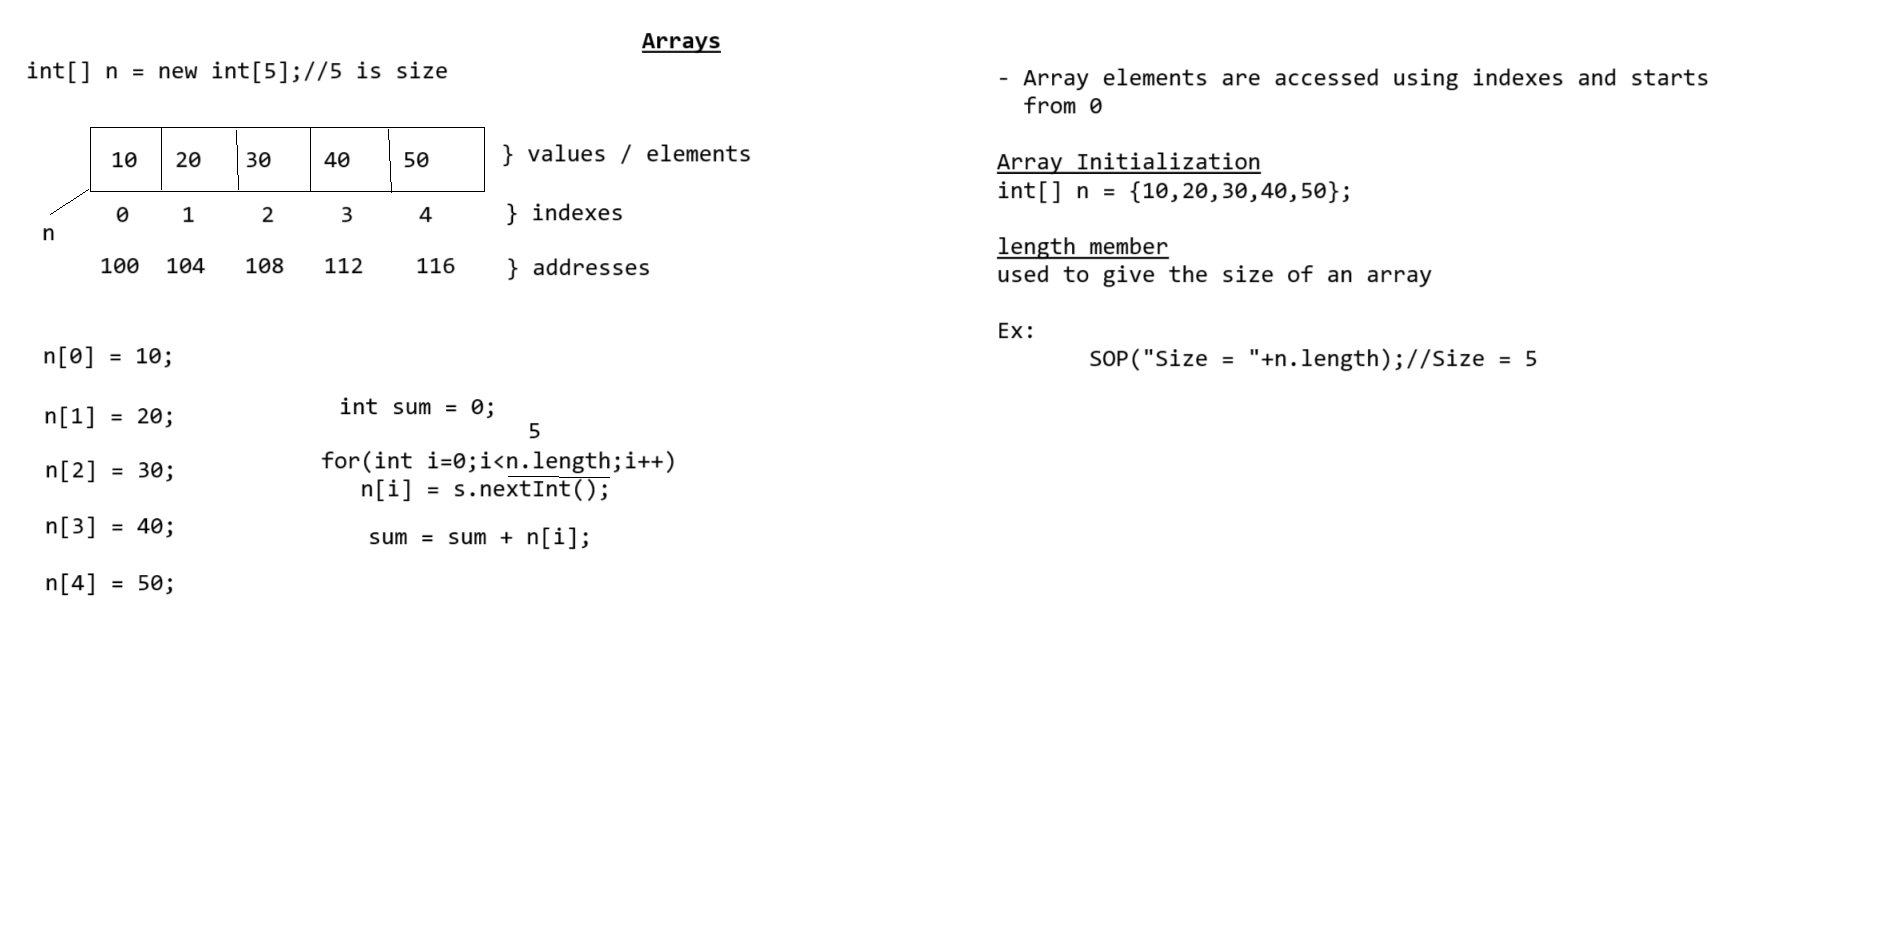 Arrays
int[] n = new int[5];//5 is size
10 20 30 40 50 } values / elements
0 1 2 3 4 } indexes
n
100 104 108 112 116 } addresses
n[0] = 10;
n[1] = 20;
n[2] = 30;
n[3] = 40;
n[4] = 50;
int sum = 0;
5
for(int i=0;i<n.length;i++)
n[i] = s.nextInt();
sum = sum + n[i];
- Array elements are accessed using indexes and starts
from 0
Array Initialization
int[] n = {10,20,30,40,50};
length member
used to give the size of an array
Ex:
SOP("Size = "+n.length);//Size = 5